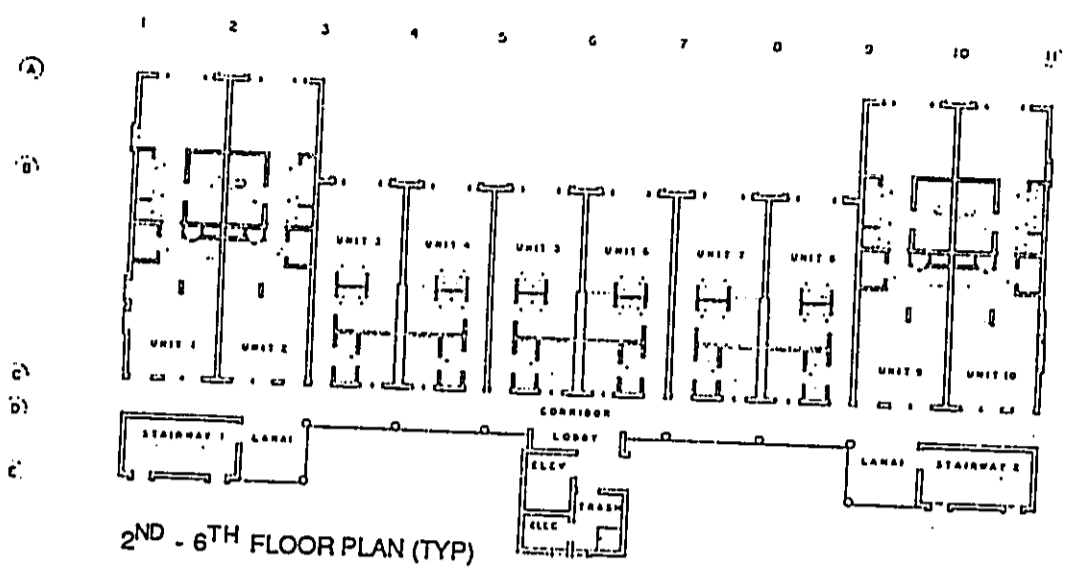 1 2 3 4 5 6 7 8 9 10 11
A
B
UNIT 3 UNIT 4 UNIT 5 UNIT 6 UNIT 7 UNIT 8
UNIT 1 UNIT 2 UNIT 9 UNIT 10
C
D
CORRIDOR
STAIRWAY 1 LANAI LOBBY LANAI STAIRWAY 2
E
ELEV
TRASH
ELEC
2ND - 6TH FLOOR PLAN (TYP)